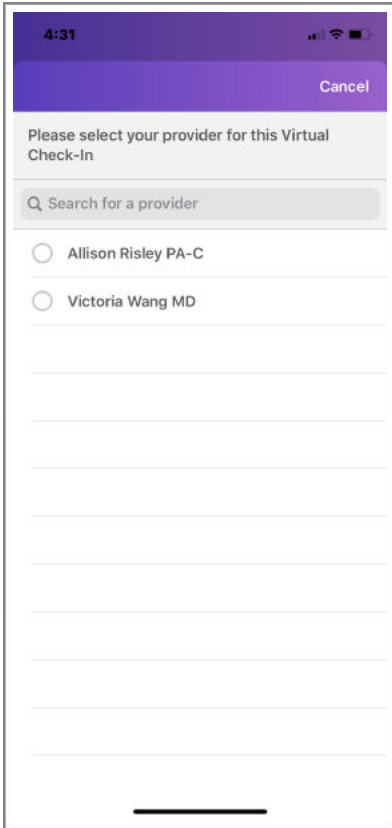 4:31
Cancel
Please select your provider for this Virtual
Check-In
Search for a provider
Allison Risley PA-C
Victoria Wang MD